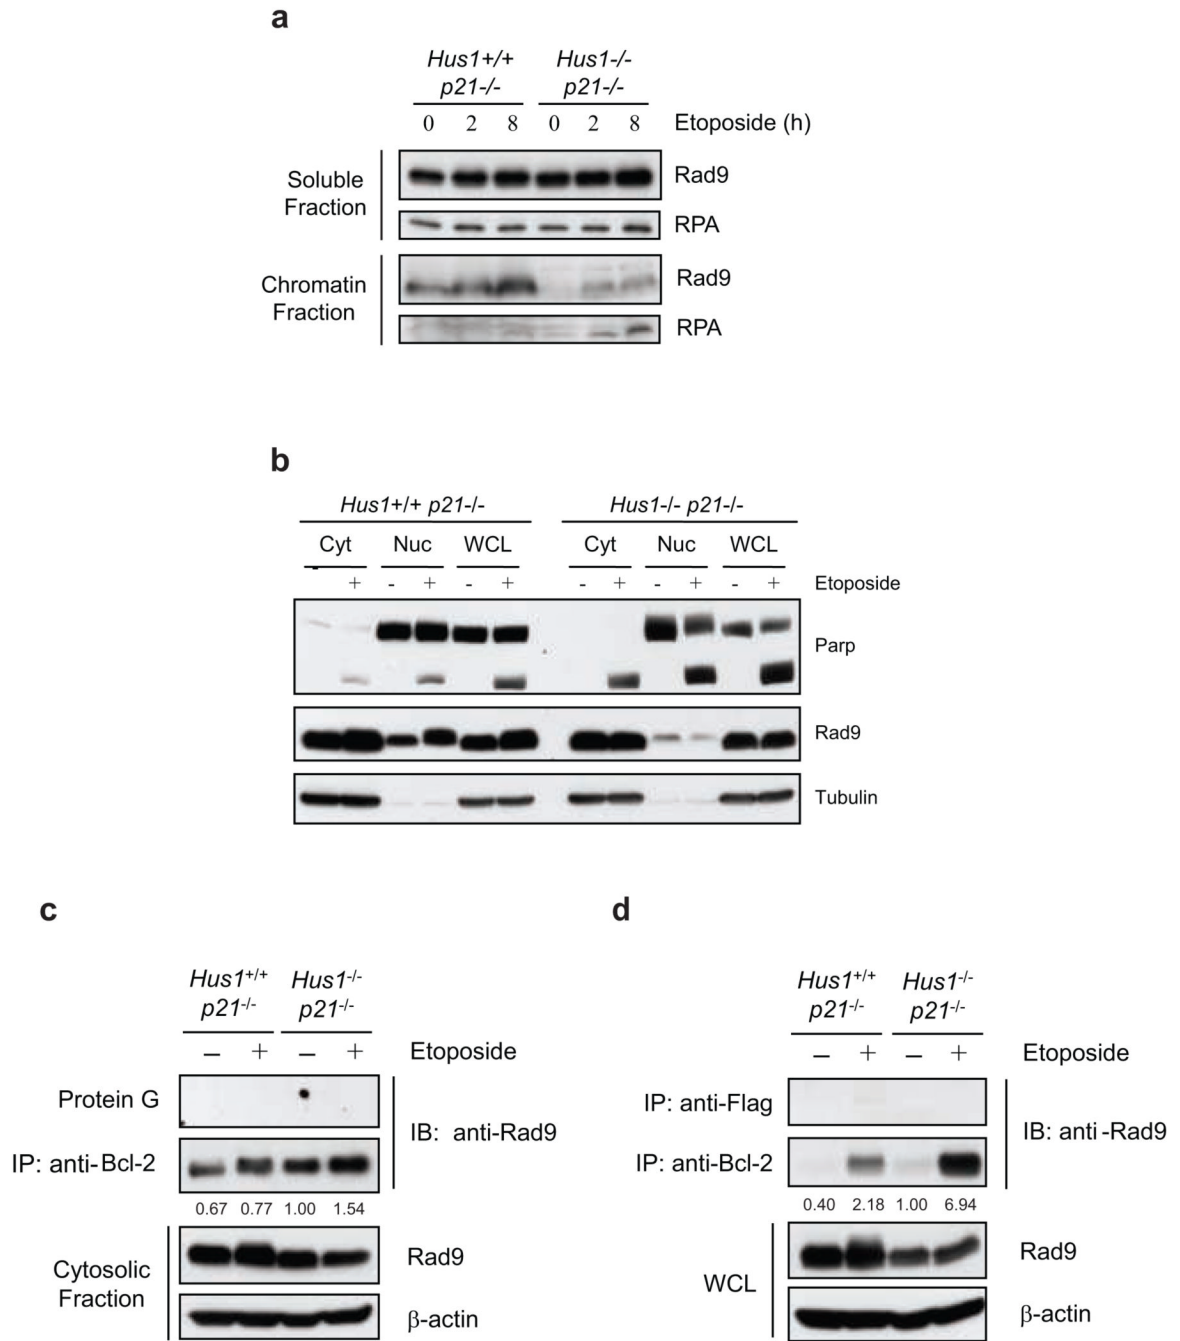 a
Hus1+/+ Hus1-/-
p21-/- p21-/-
0 2 8 0 2 8 Etoposide (h)
Soluble
Fraction
Rad9
RPA
Chromatin
Fraction
Rad9
RPA
b
Hus1+/+ p21-/- Hus1-/- p21-/-
Cyt Nuc WCL Cyt Nuc WCL
- + - + - + - + - + - + Etoposide
Parp
Rad9
Tubulin
c
Hus1+/+ Hus1-/-
p21-/- p21-/-
– + – + Etoposide
Protein G
IP: anti-Bcl-2
IB: anti-Rad9
0.67 0.77 1.00 1.54
Cytosolic
Fraction
Rad9
β-actin
d
Hus1+/+ Hus1-/-
p21-/- p21-/-
– + – + Etoposide
IP: anti-Flag
IP: anti-Bcl-2
IB: anti-Rad9
0.40 2.18 1.00 6.94
WCL
Rad9
β-actin